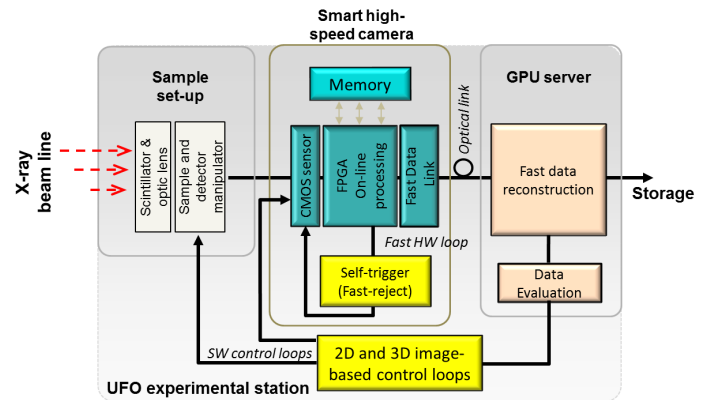 Smart high-
speed camera
Sample
set-up
Memory
GPU server
X-ray
beam line
Scintillator &
optic lens
Sample and
detector
manipulator
CMOS sensor
FPGA
On-line
processing
Fast Data
Link
Optical link
Fast data
reconstruction
Storage
Fast HW loop
Self-trigger
(Fast-reject)
Data
Evaluation
SW control loops
2D and 3D image-
based control loops
UFO experimental station